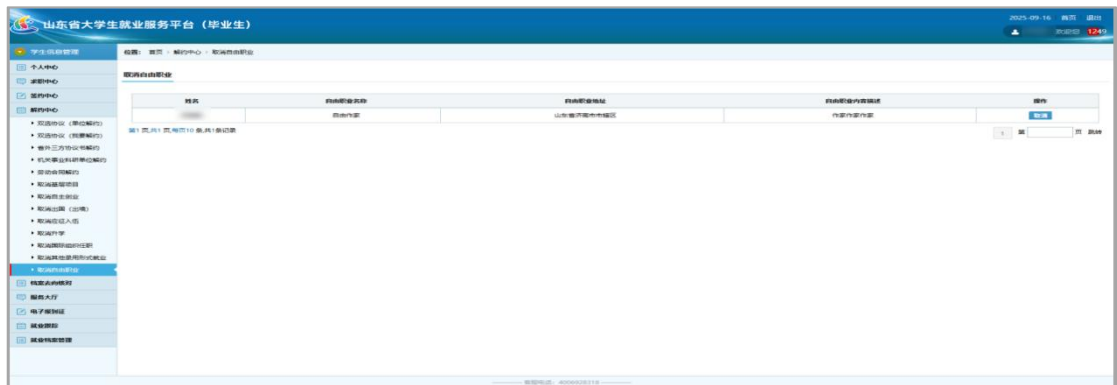 山东省大学生就业服务平台（毕业生）
2025-09-16 首页 退出
欢迎您 1249
学生信息管理
位置： 首页 › 解约中心 › 取消自由职业
个人中心
求职中心
签约中心
解约中心
双选协议（单位解约）
双选协议（我要解约）
省外三方协议书解约
机关事业科研单位解约
劳动合同解约
取消基层项目
取消自主创业
取消出国（出境）
取消应征入伍
取消升学
取消国际组织任职
取消其他录用形式就业
取消自由职业
档案去向核对
服务大厅
电子报到证
就业跟踪
就业档案管理
取消自由职业
姓名 自由职业名称 自由职业地址 自由职业内容描述 操作
自由作家 山东省济南市市辖区 作家作家作家 取消
第1 页,共1 页,每页10 条,共1条记录
1 第 页 跳转